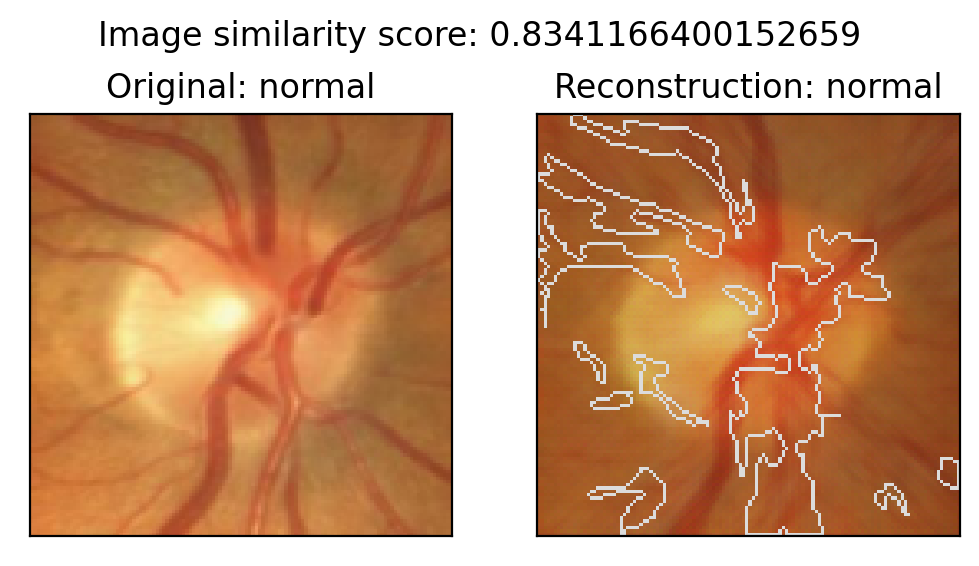 Image similarity score: 0.8341166400152659
Original: normal
Reconstruction: normal